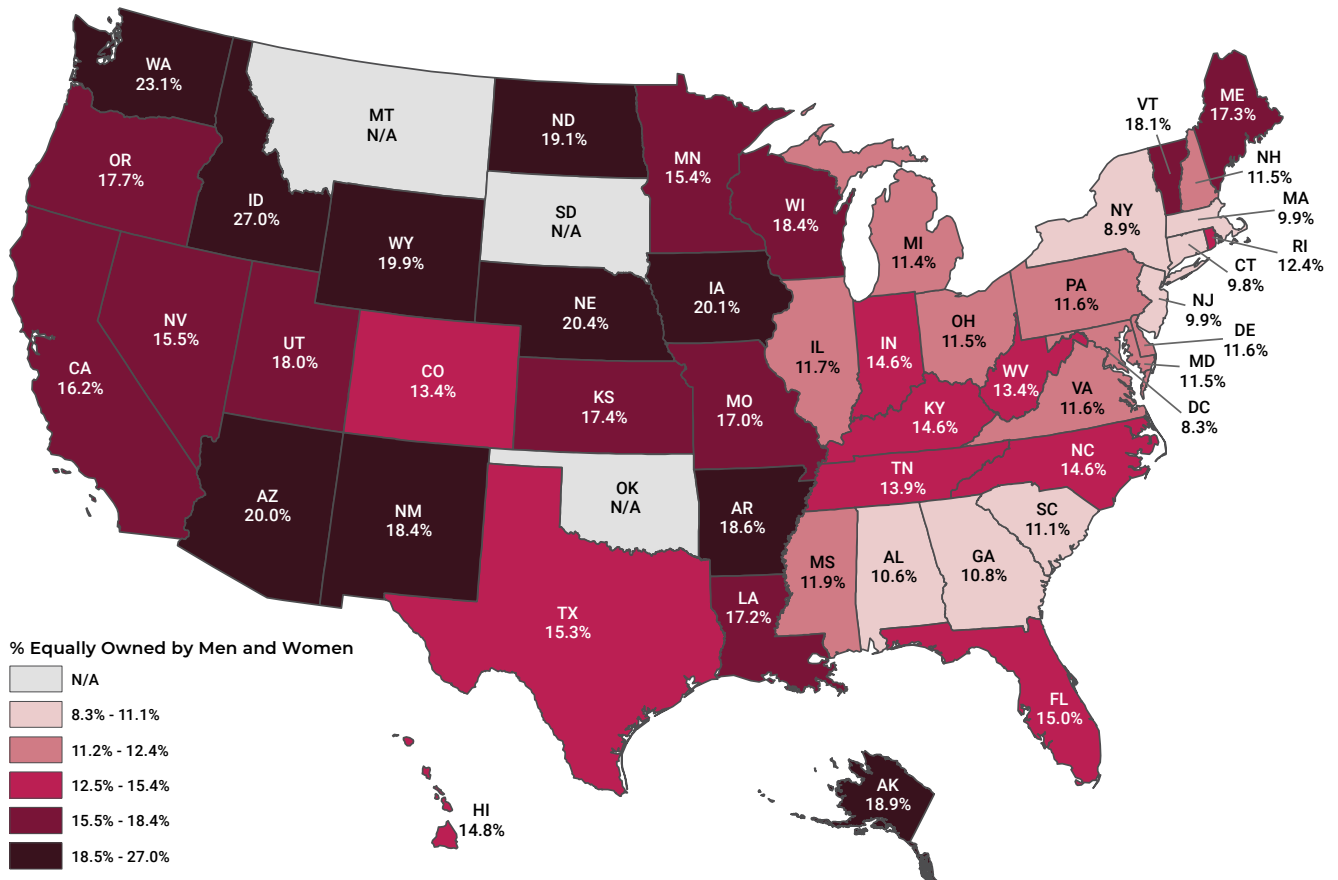 WA
23.1%
MT
N/A
ND
19.1%
MN
15.4%
VT
18.1%
ME
17.3%
OR
17.7%
ID
27.0%
WY
19.9%
SD
N/A
WI
18.4%
MI
11.4%
NY
8.9%
NH
11.5%
MA
9.9%
RI
12.4%
CT
9.8%
NJ
9.9%
DE
11.6%
MD
11.5%
DC
8.3%
NV
15.5%
UT
18.0%
CO
13.4%
NE
20.4%
IA
20.1%
IL
11.7%
IN
14.6%
OH
11.5%
PA
11.6%
WV
13.4%
VA
11.6%
CA
16.2%
KS
17.4%
MO
17.0%
KY
14.6%
NC
14.6%
TN
13.9%
SC
11.1%
AZ
20.0%
NM
18.4%
OK
N/A
AR
18.6%
MS
11.9%
AL
10.6%
GA
10.8%
TX
15.3%
LA
17.2%
FL
15.0%
AK
18.9%
HI
14.8%
% Equally Owned by Men and Women
N/A
8.3% - 11.1%
11.2% - 12.4%
12.5% - 15.4%
15.5% - 18.4%
18.5% - 27.0%